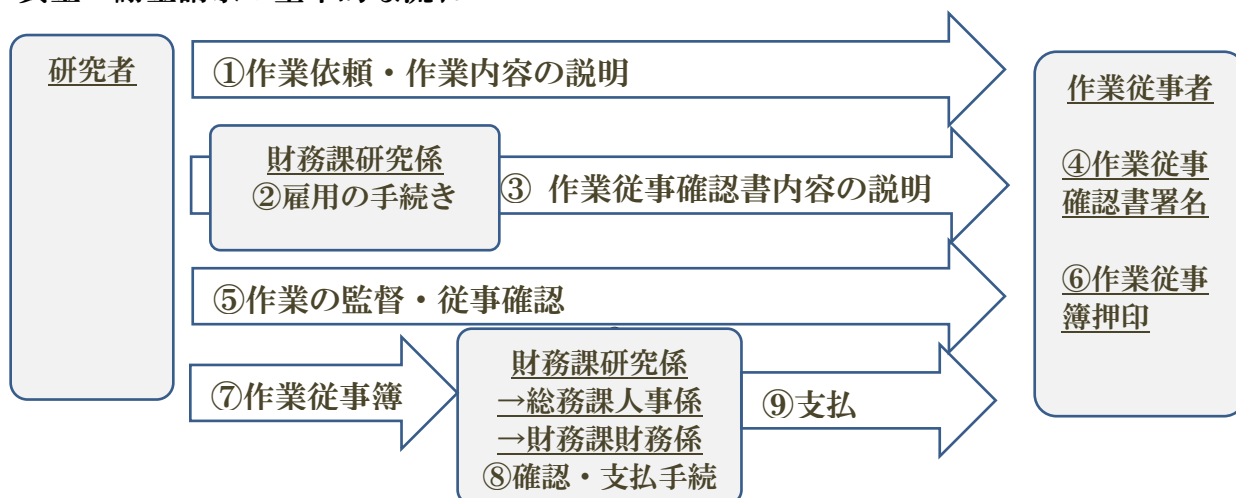 研究者
①作業依頼・作業内容の説明
財務課研究係
②雇用の手続き
③ 作業従事確認書内容の説明
作業従事者
④作業従事
確認書署名
⑤作業の監督・従事確認
⑥作業従事
簿押印
⑦作業従事簿
財務課研究係
→総務課人事係
→財務課財務係
⑧確認・支払手続
⑨支払